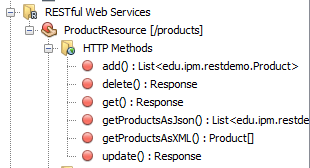 RESTful Web Services
ProductResource [/products]
HTTP Methods
add() : List<edu.ipm.restdemo.Product>
delete() : Response
get() : Response
getProductsAsJson() : List<edu.ipm.restde
getProductsAsXML() : Product[]
update() : Response